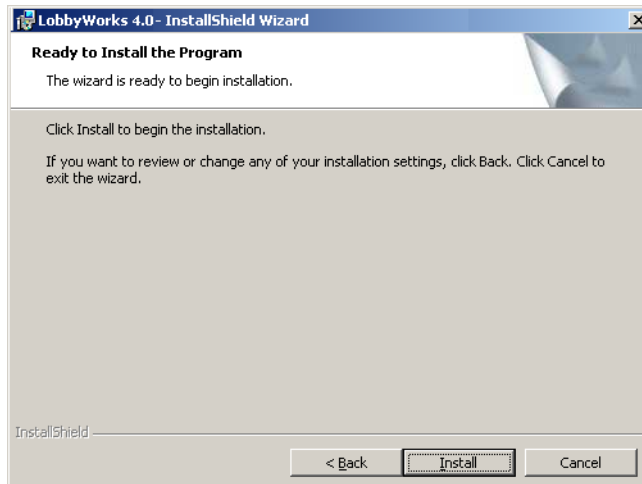 LobbyWorks 4.0- InstallShield Wizard
Ready to Install the Program
The wizard is ready to begin installation.
Click Install to begin the installation.
If you want to review or change any of your installation settings, click Back. Click Cancel to
exit the wizard.
InstallShield
< Back Install Cancel